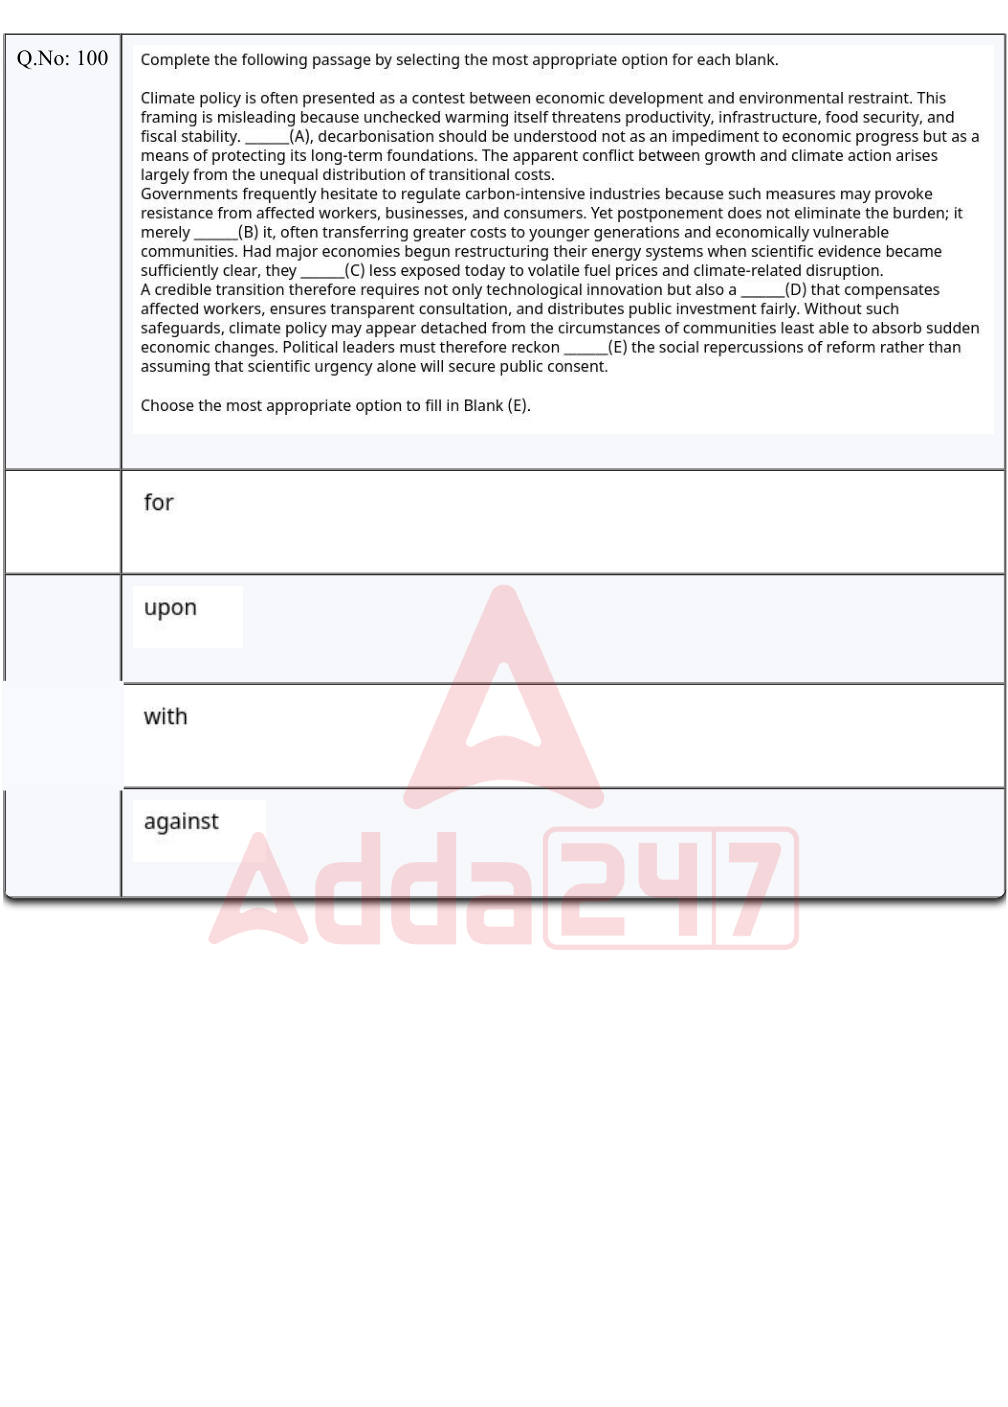 Q.No: 100
Complete the following passage by selecting the most appropriate option for each blank.
Climate policy is often presented as a contest between economic development and environmental restraint. This
framing is misleading because unchecked warming itself threatens productivity, infrastructure, food security, and
fiscal stability. ______(A), decarbonisation should be understood not as an impediment to economic progress but as a
means of protecting its long-term foundations. The apparent conflict between growth and climate action arises
largely from the unequal distribution of transitional costs.
Governments frequently hesitate to regulate carbon-intensive industries because such measures may provoke
resistance from affected workers, businesses, and consumers. Yet postponement does not eliminate the burden; it
merely ______(B) it, often transferring greater costs to younger generations and economically vulnerable
communities. Had major economies begun restructuring their energy systems when scientific evidence became
sufficiently clear, they ______(C) less exposed today to volatile fuel prices and climate-related disruption.
A credible transition therefore requires not only technological innovation but also a ______(D) that compensates
affected workers, ensures transparent consultation, and distributes public investment fairly. Without such
safeguards, climate policy may appear detached from the circumstances of communities least able to absorb sudden
economic changes. Political leaders must therefore reckon ______(E) the social repercussions of reform rather than
assuming that scientific urgency alone will secure public consent.
Choose the most appropriate option to fill in Blank (E).
for
upon
with
against
Adda247